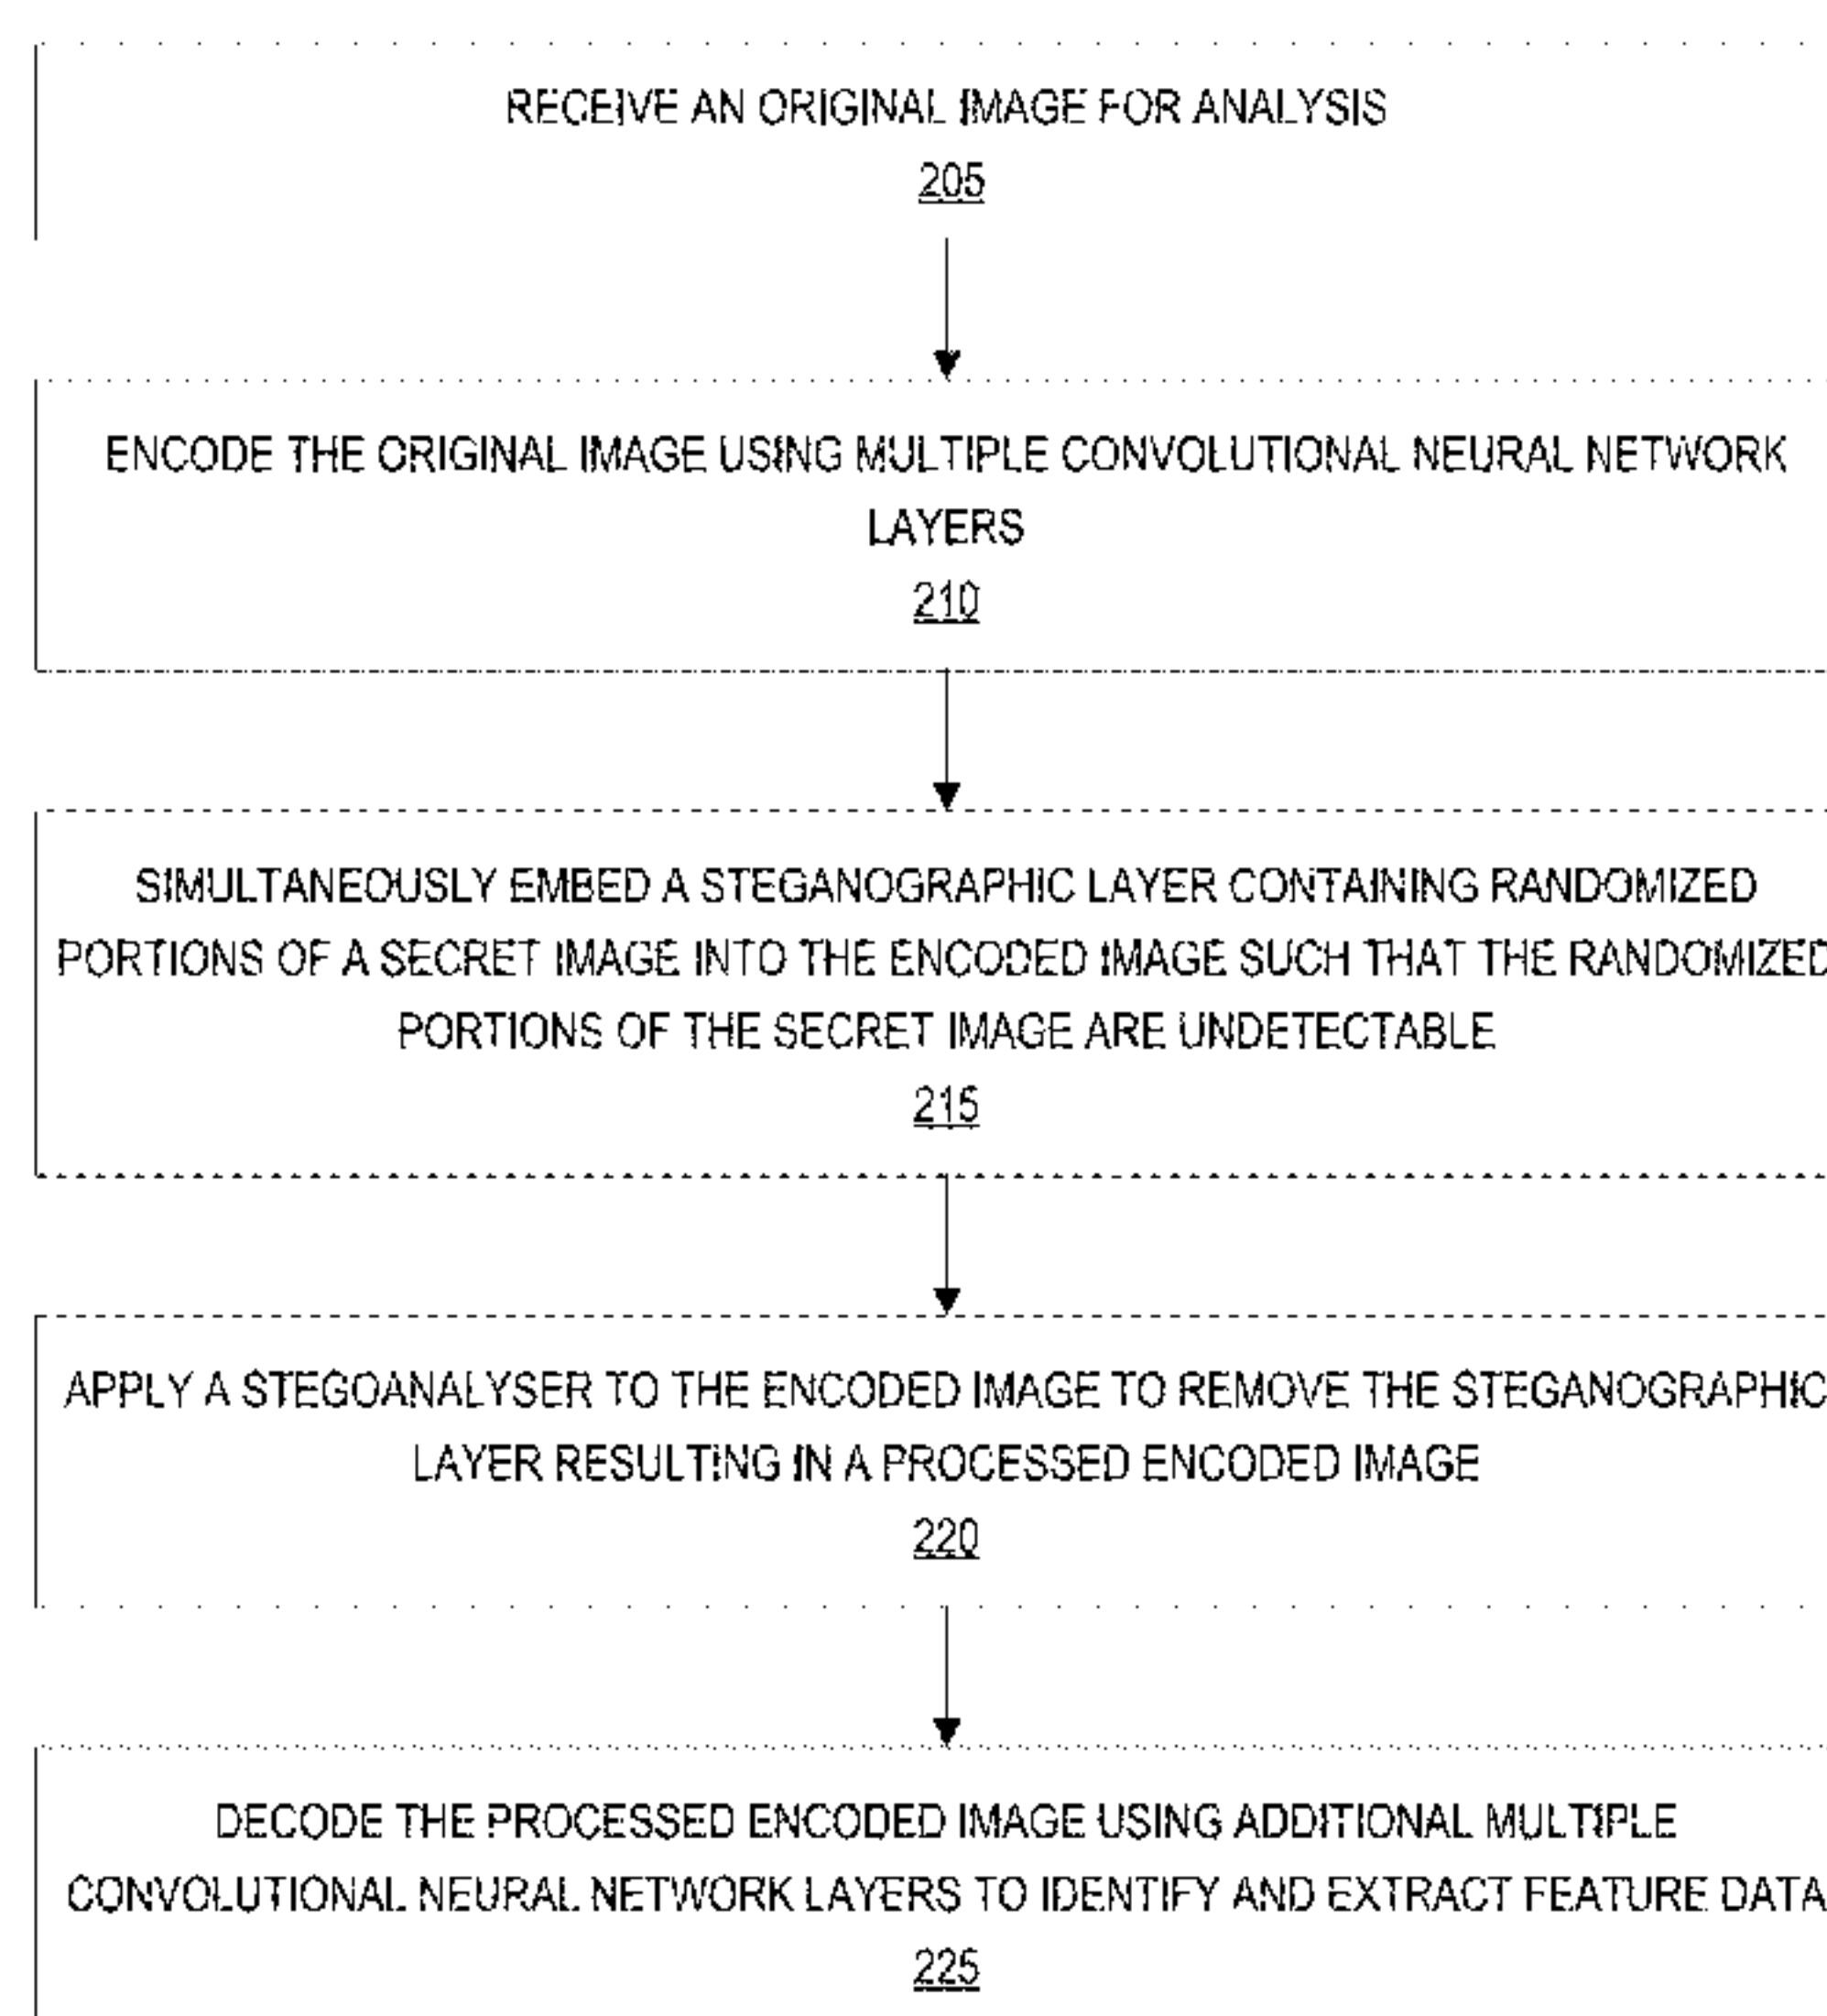 RECEIVE AN ORIGINAL IMAGE FOR ANALYSIS
205
ENCODE THE ORIGINAL IMAGE USING MULTIPLE CONVOLUTIONAL NEURAL NETWORK
LAYERS
210
SIMULTANEOUSLY EMBED A STEGANOGRAPHIC LAYER CONTAINING RANDOMIZED
PORTIONS OF A SECRET IMAGE INTO THE ENCODED IMAGE SUCH THAT THE RANDOMIZED
PORTIONS OF THE SECRET IMAGE ARE UNDETECTABLE
215
APPLY A STEGOANALYSER TO THE ENCODED IMAGE TO REMOVE THE STEGANOGRAPHIC
LAYER RESULTING IN A PROCESSED ENCODED IMAGE
220
DECODE THE PROCESSED ENCODED IMAGE USING ADDITIONAL MULTIPLE
CONVOLUTIONAL NEURAL NETWORK LAYERS TO IDENTIFY AND EXTRACT FEATURE DATA
225